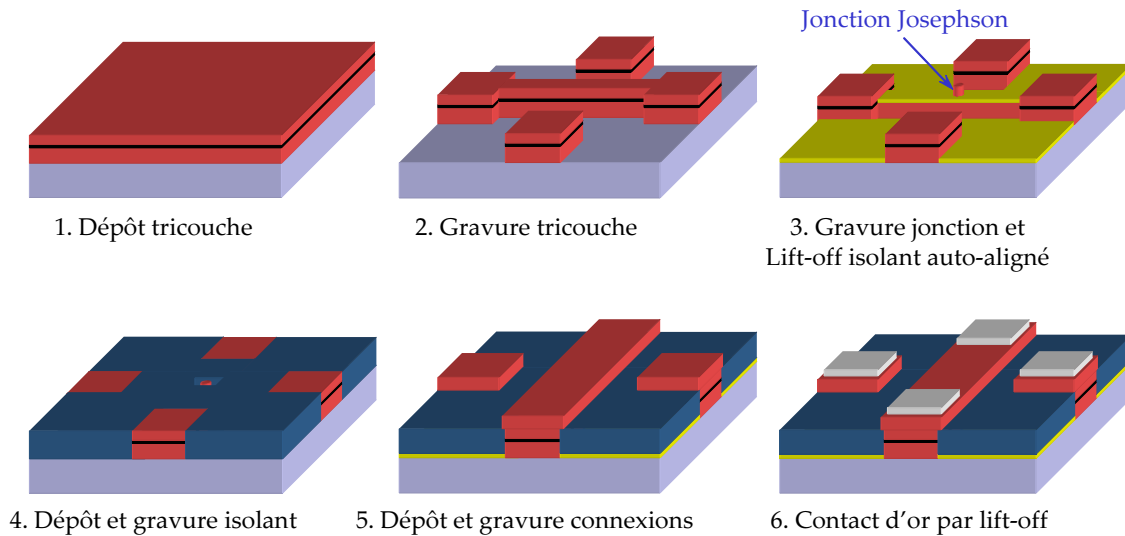 Jonction Josephson
1. Dépôt tricouche
2. Gravure tricouche
3. Gravure jonction et
Lift-off isolant auto-aligné
4. Dépôt et gravure isolant
5. Dépôt et gravure connexions
6. Contact d'or par lift-off